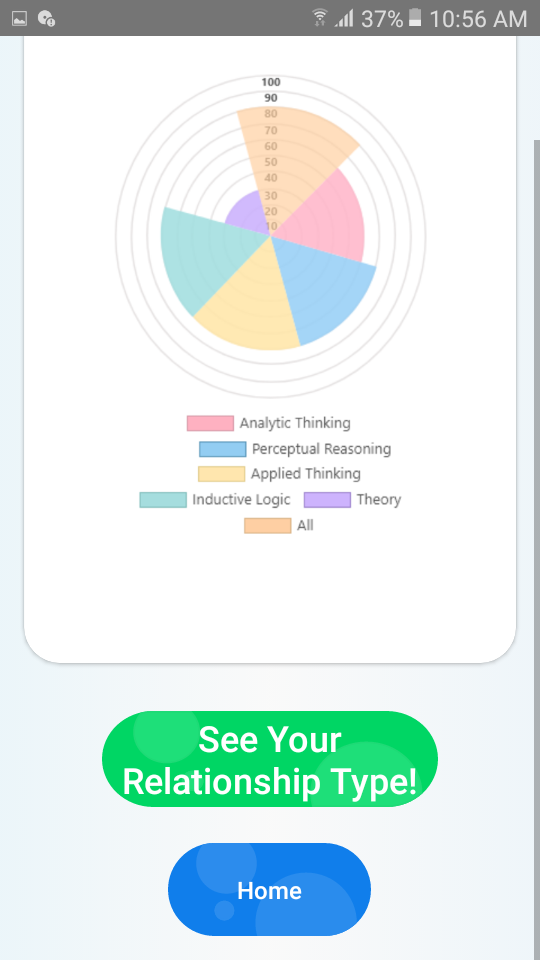 37% 10:56 AM
100
90
80
70
60
50
40
30
20
10
Analytic Thinking
Perceptual Reasoning
Applied Thinking
Inductive Logic Theory
All
See Your
Relationship Type!
Home